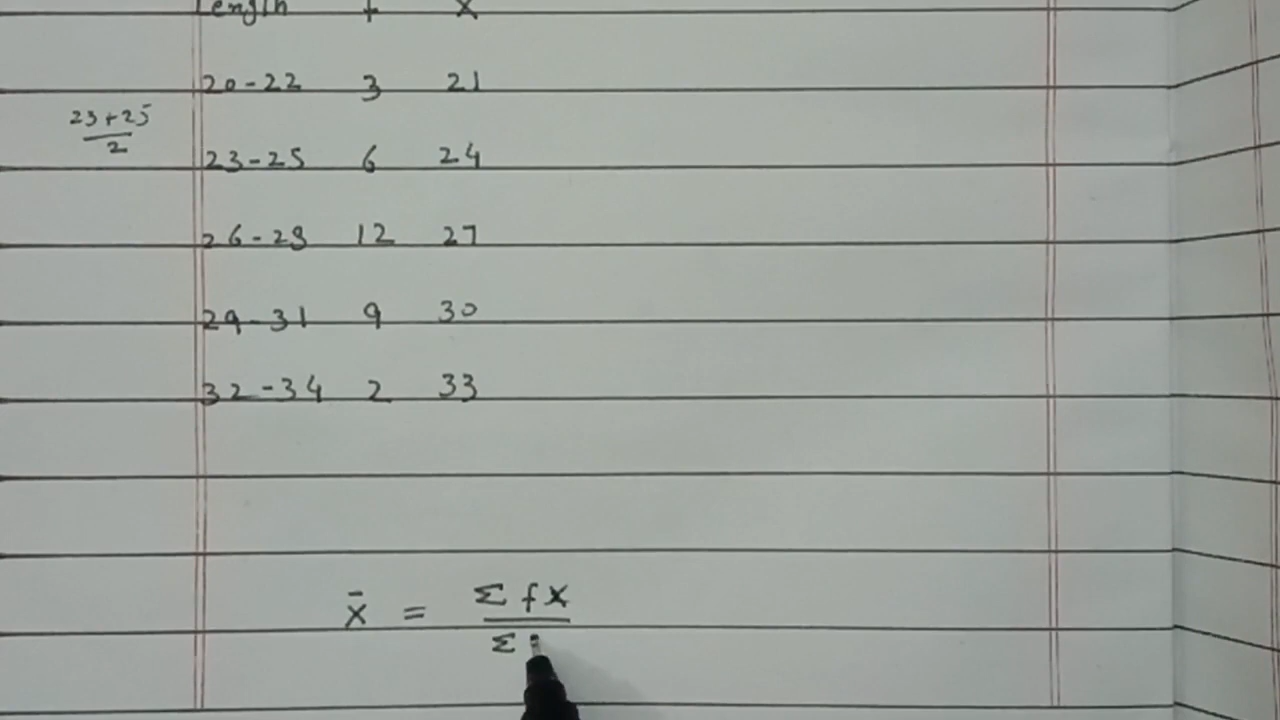 Length f x
20-22 3 21
23+25
2
23-25 6 24
26-28 12 27
29-31 9 30
32-34 2 33
x̄ = Σ fx
Σ